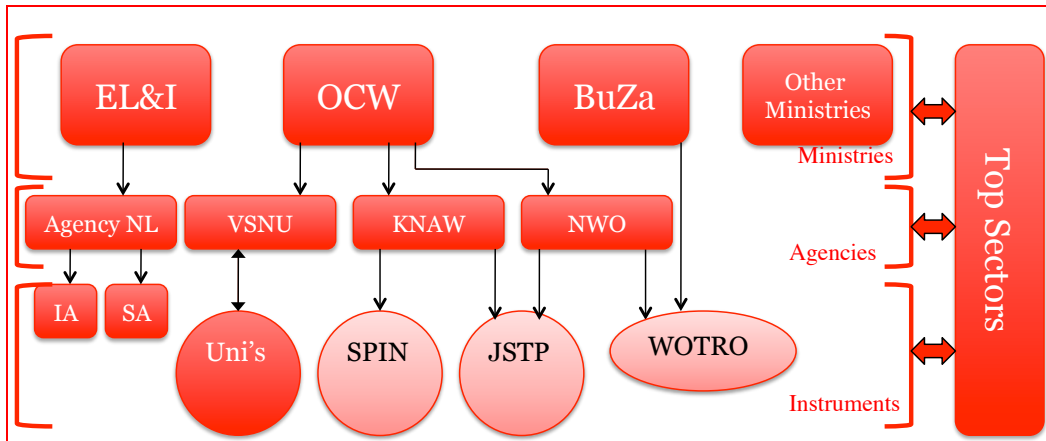 EL&I
OCW
BuZa
Other
Ministries
Ministries
Agency NL
VSNU
KNAW
NWO
Agencies
IA
SA
Uni's
SPIN
JSTP
WOTRO
Instruments
Top Sectors